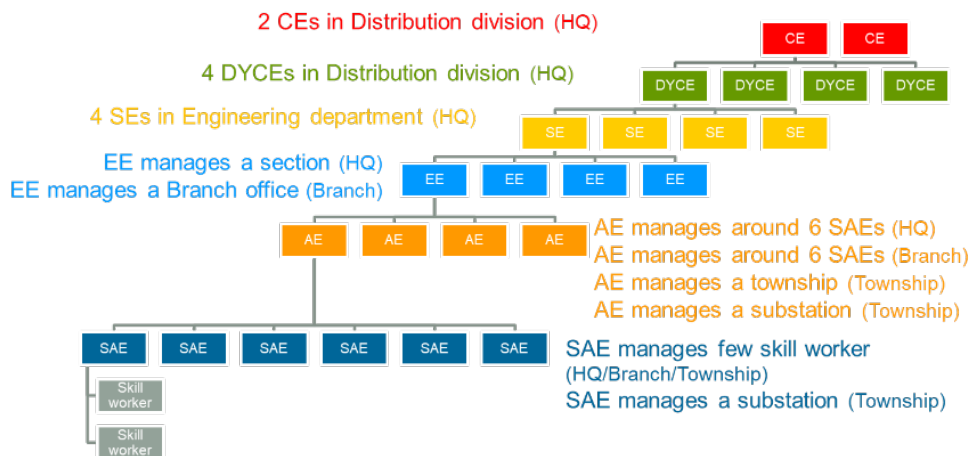 2 CEs in Distribution division (HQ)
CE CE
4 DYCEs in Distribution division (HQ)
DYCE DYCE DYCE DYCE
4 SEs in Engineering department (HQ)
SE SE SE SE
EE manages a section (HQ)
EE manages a Branch office (Branch)
EE EE EE EE
AE AE AE AE
AE manages around 6 SAEs (HQ)
AE manages around 6 SAEs (Branch)
AE manages a township (Township)
AE manages a substation (Township)
SAE SAE SAE SAE SAE SAE
SAE manages few skill worker
(HQ/Branch/Township)
SAE manages a substation (Township)
Skill
worker
Skill
worker